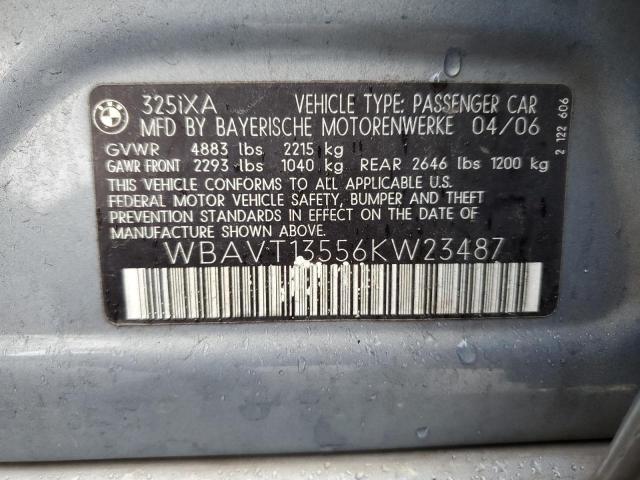 325iXA VEHICLE TYPE: PASSENGER CAR
MFD BY BAYERISCHE MOTORENWERKE 04/06
GVWR 4883 lbs 2215 kg
GAWR FRONT 2293 lbs 1040 kg REAR 2646 lbs 1200 kg
THIS VEHICLE CONFORMS TO ALL APPLICABLE U.S.
FEDERAL MOTOR VEHICLE SAFETY, BUMPER AND THEFT
PREVENTION STANDARDS IN EFFECT ON THE DATE OF
MANUFACTURE SHOWN ABOVE.
WBAVT13556KW23487
2 122 606